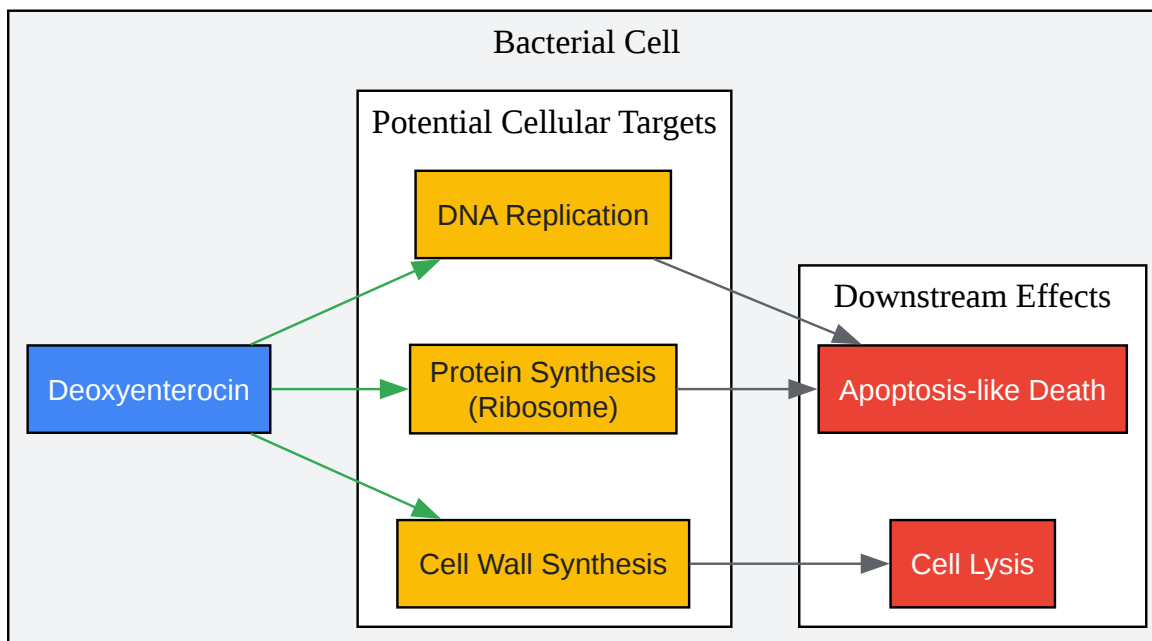 Bacterial Cell
Potential Cellular Targets
DNA Replication
Downstream Effects
Deoxyenterocin
Protein Synthesis
(Ribosome)
Apoptosis-like Death
Cell Wall Synthesis
Cell Lysis